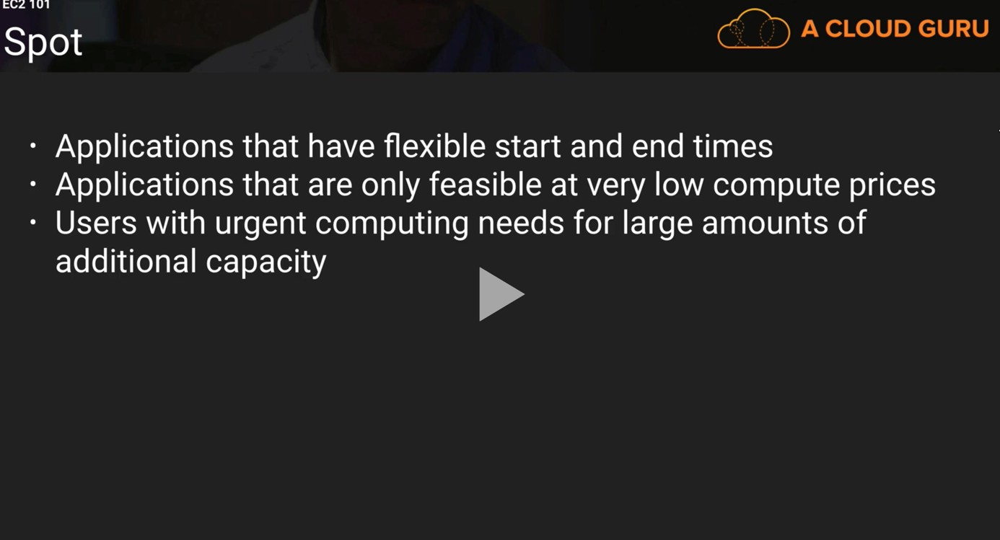 EC2 101
Spot
A CLOUD GURU
• Applications that have flexible start and end times
• Applications that are only feasible at very low compute prices
• Users with urgent computing needs for large amounts of
additional capacity